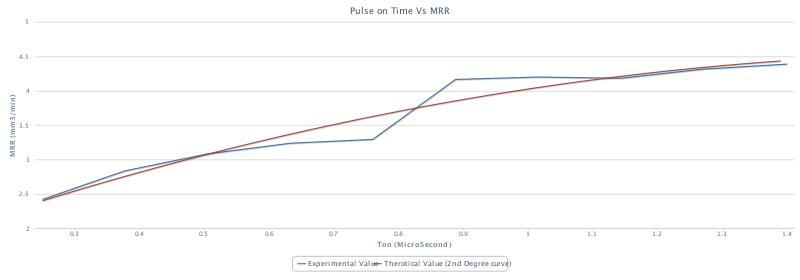 Pulse on Time Vs MRR
5
4.5
4
3.5
3
2.5
2
MRR (mm3/min)
0.3 0.4 0.5 0.6 0.7 0.8 0.9 1 1.1 1.2 1.3 1.4
Ton (MicroSecond)
Experimental Value Therotical Value (2nd Degree curve)